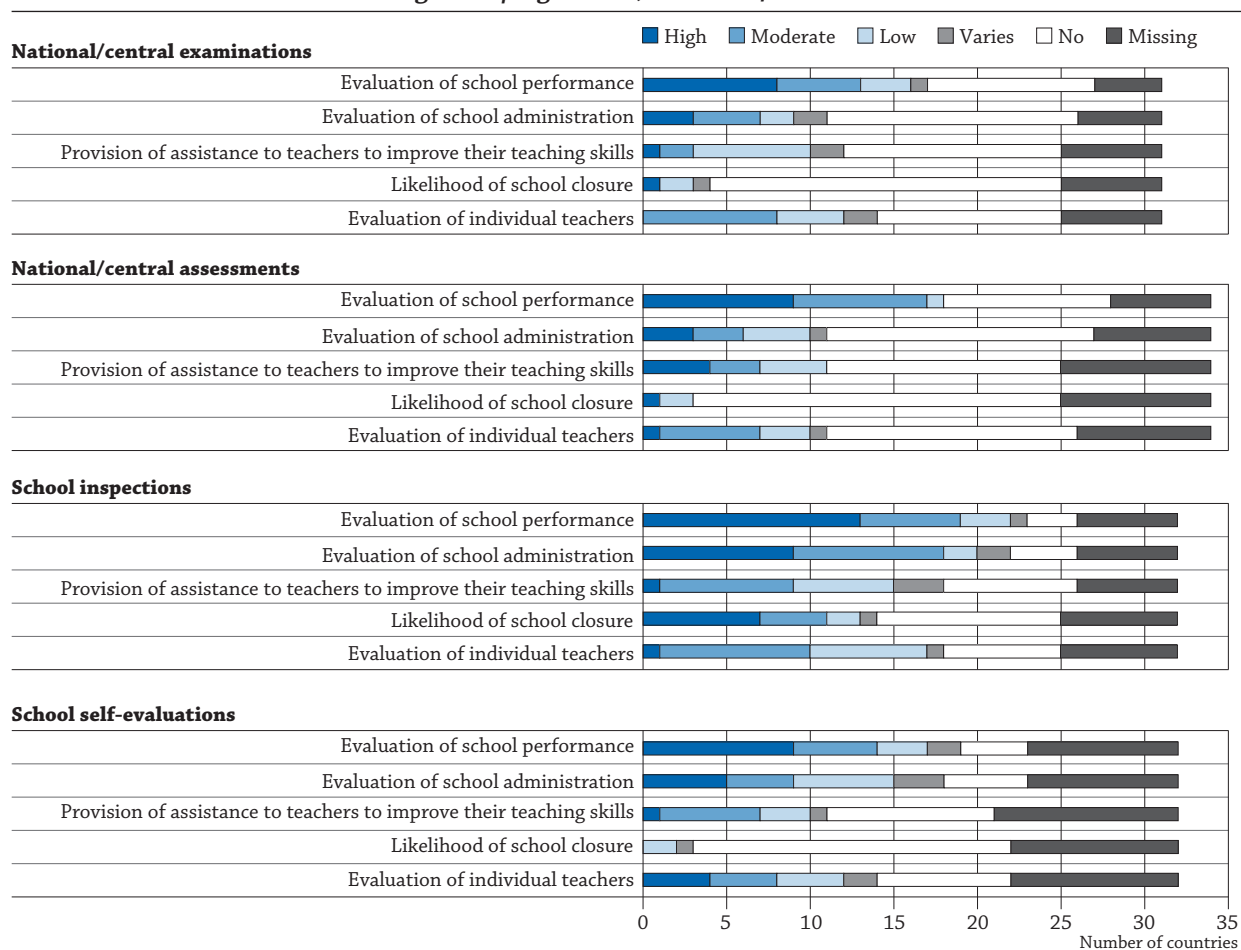 National/central examinations
High Moderate Low Varies No Missing
Evaluation of school performance
Evaluation of school administration
Provision of assistance to teachers to improve their teaching skills
Likelihood of school closure
Evaluation of individual teachers
National/central assessments
Evaluation of school performance
Evaluation of school administration
Provision of assistance to teachers to improve their teaching skills
Likelihood of school closure
Evaluation of individual teachers
School inspections
Evaluation of school performance
Evaluation of school administration
Provision of assistance to teachers to improve their teaching skills
Likelihood of school closure
Evaluation of individual teachers
School self-evaluations
Evaluation of school performance
Evaluation of school administration
Provision of assistance to teachers to improve their teaching skills
Likelihood of school closure
Evaluation of individual teachers
0 5 10 15 20 25 30 35
Number of countries